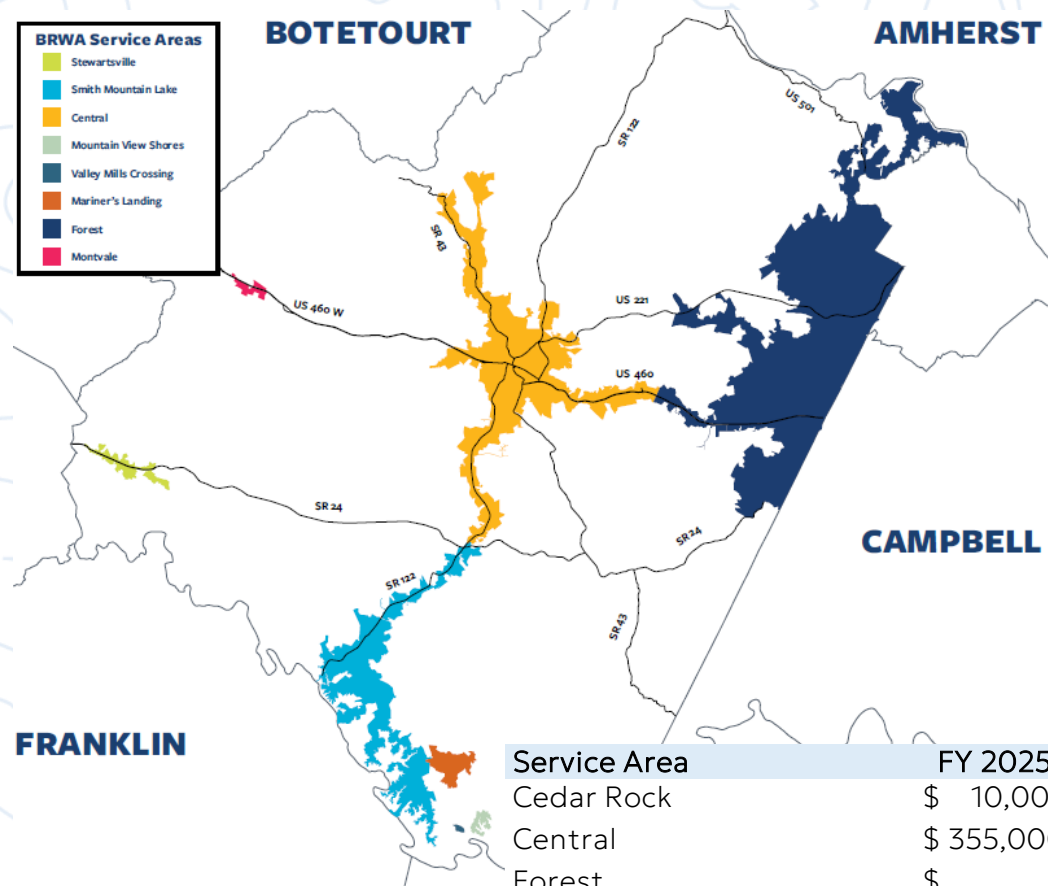 BOTETOURT
AMHERST
BRWA Service Areas
Stewartsville
Smith Mountain Lake
Central
Mountain View Shores
Valley Mills Crossing
Mariner's Landing
Forest
Montvale
US 501
SR 122
SR 43
US 460 W
US 221
US 460
SR 24
SR 24
CAMPBELL
SR 122
SR 43
FRANKLIN
Service Area FY 2025
Cedar Rock $ 10,00
Central $ 355,00
Forest $